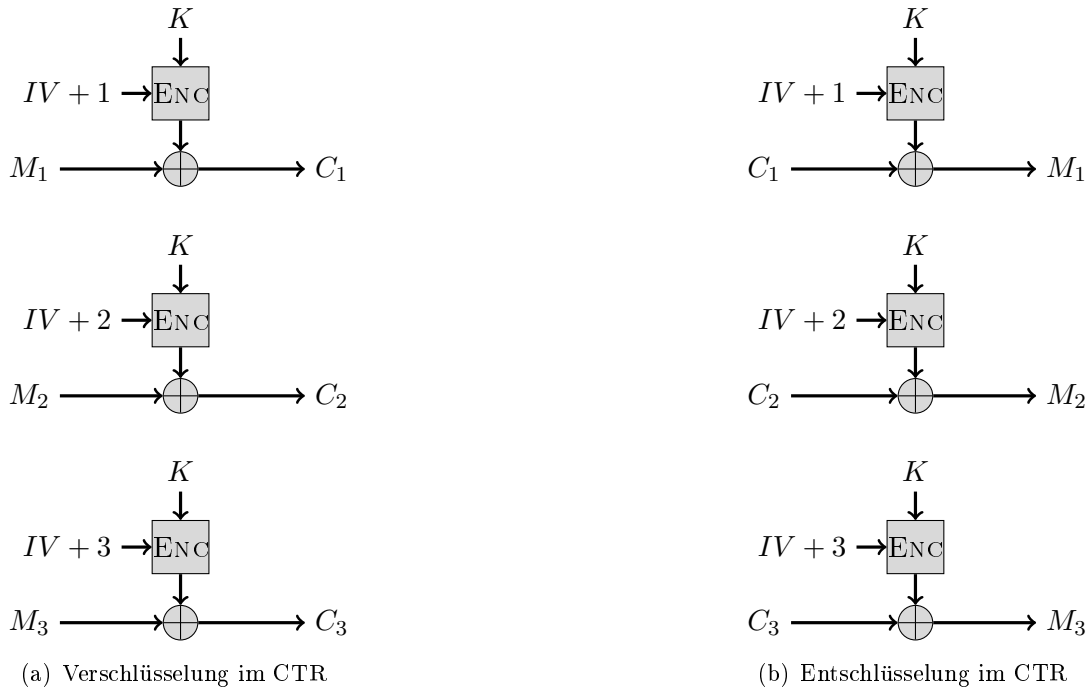 K
IV + 1 ENC
M₁ C₁
K
IV + 2 ENC
M₂ C₂
K
IV + 3 ENC
M₃ C₃
(a) Verschlüsselung im CTR
K
IV + 1 ENC
C₁ M₁
K
IV + 2 ENC
C₂ M₂
K
IV + 3 ENC
C₃ M₃
(b) Entschlüsselung im CTR